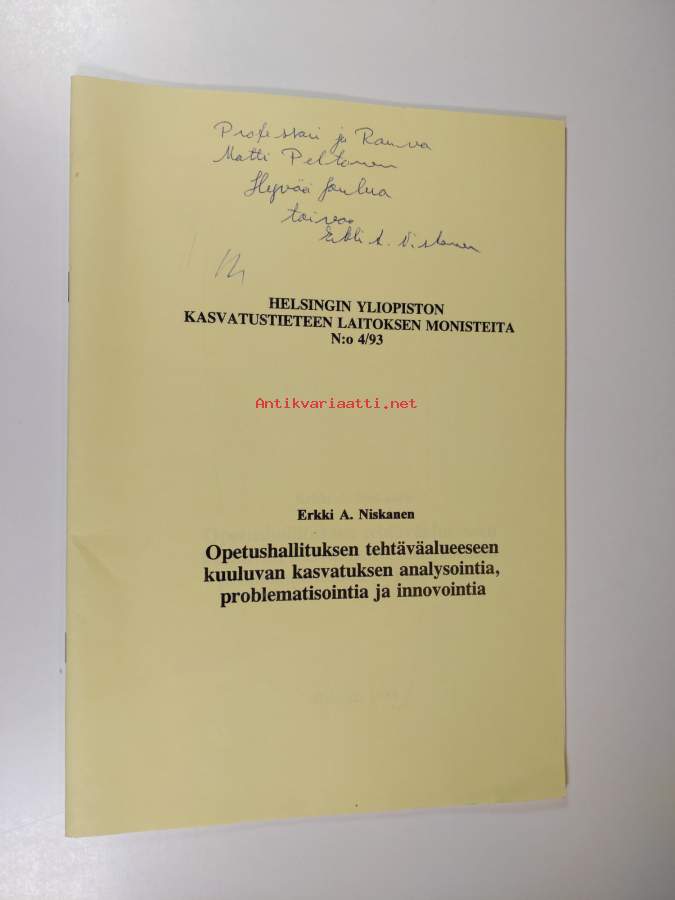 Professori ja Rauva
Matti Peltonen
Hyvää Joulua
toivoo
Erkki A. Niskanen
HELSINGIN YLIOPISTON
KASVATUSTIETEEN LAITOKSEN MONISTEITA
N:o 4/93
Antikvariaatti.net
Erkki A. Niskanen
Opetushallituksen tehtäväalueeseen
kuuluvan kasvatuksen analysointia,
problematisointia ja innovointia